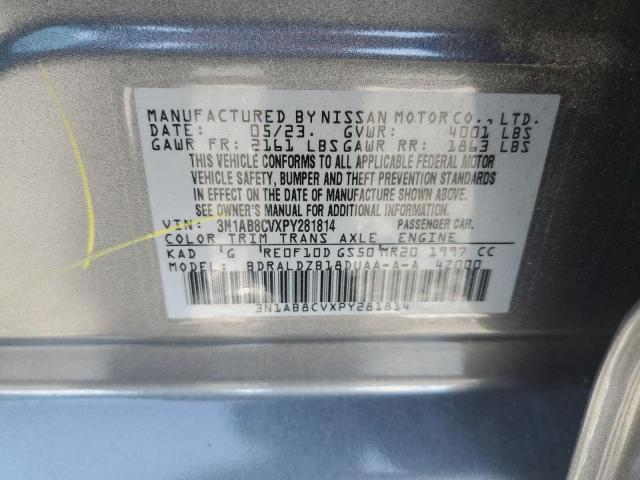 MANUFACTURED BY NISSAN MOTOR CO., LTD.
DATE: 05/23. GVWR: 4001 LBS
GAWR FR: 2161 LBS GAWR RR: 1863 LBS
THIS VEHICLE CONFORMS TO ALL APPLICABLE FEDERAL MOTOR
VEHICLE SAFETY, BUMPER AND THEFT PREVENTION STANDARDS
IN EFFECT ON THE DATE OF MANUFACTURE SHOWN ABOVE.
SEE OWNER'S MANUAL FOR ADDITIONAL INFORMATION.
VIN: 3N1AB8CVXPY281814 PASSENGER CAR.
COLOR TRIM TRANS AXLE ENGINE
KAD G RE0F10D GS50 MR20 1997 CC
MODEL: BDRALDZB18DUAA-A-A 4Z000
3N1AB8CVXPY281814